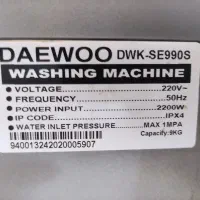 DAEWOO DWK-SE990S
WASHING MACHINE
• VOLTAGE 220V~
• FREQUENCY 50Hz
• POWER INPUT 2200W
• IP CODE IPX4
• WATER INLET PRESSURE MAX 1MPA
Capacity:9KG
940013242020005907